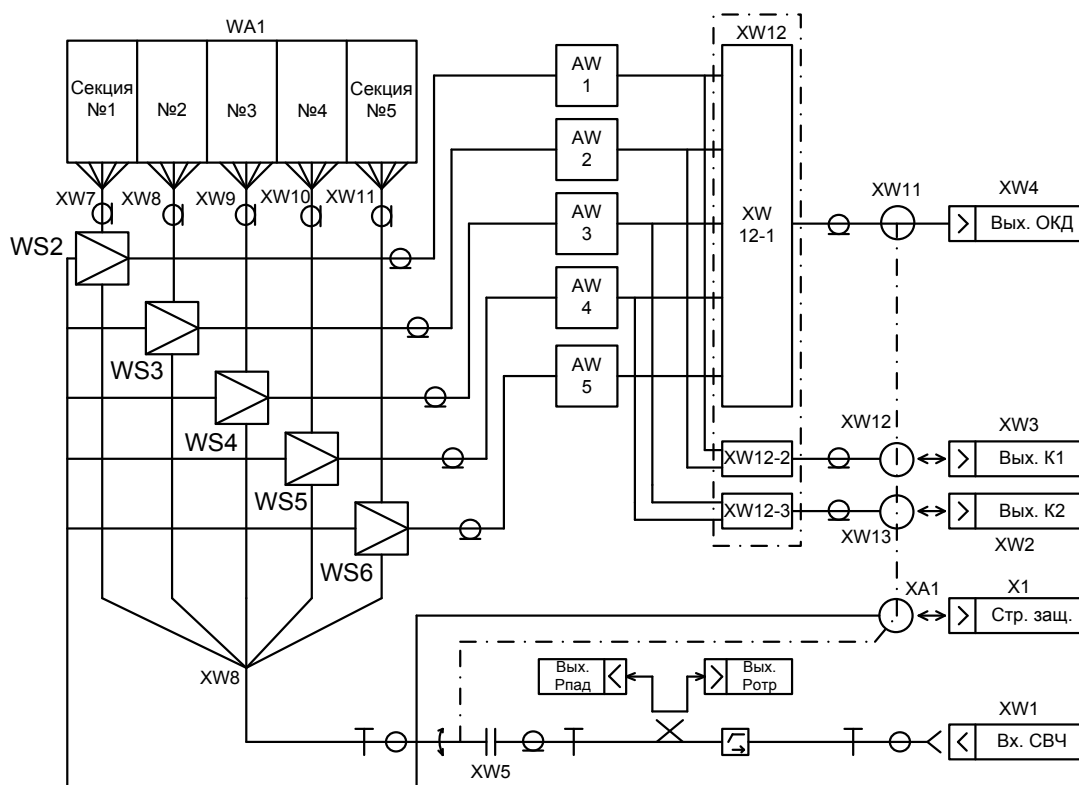 WA1
Секция
№1
№2
№3
№4
Секция
№5
XW7
XW8
XW9
XW10
XW11
WS2
WS3
WS4
WS5
WS6
XW8
AW
1
AW
2
AW
3
AW
4
AW
5
XW12
XW
12-1
XW12-2
XW12-3
XW11
XW4
Вых. ОКД
XW12
XW3
Вых. К1
Вых. К2
XW13
XW2
XA1
X1
Стр. защ.
Вых.
Рпад
Вых.
Ротр
XW1
Вх. СВЧ
XW5